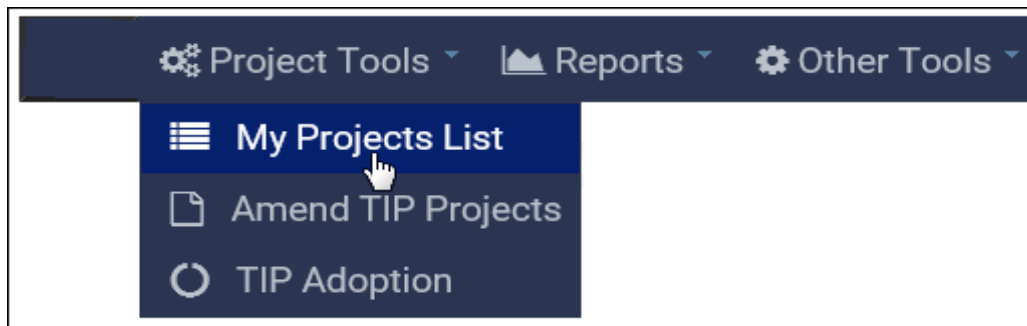 Project Tools Reports Other Tools
My Projects List
Amend TIP Projects
TIP Adoption